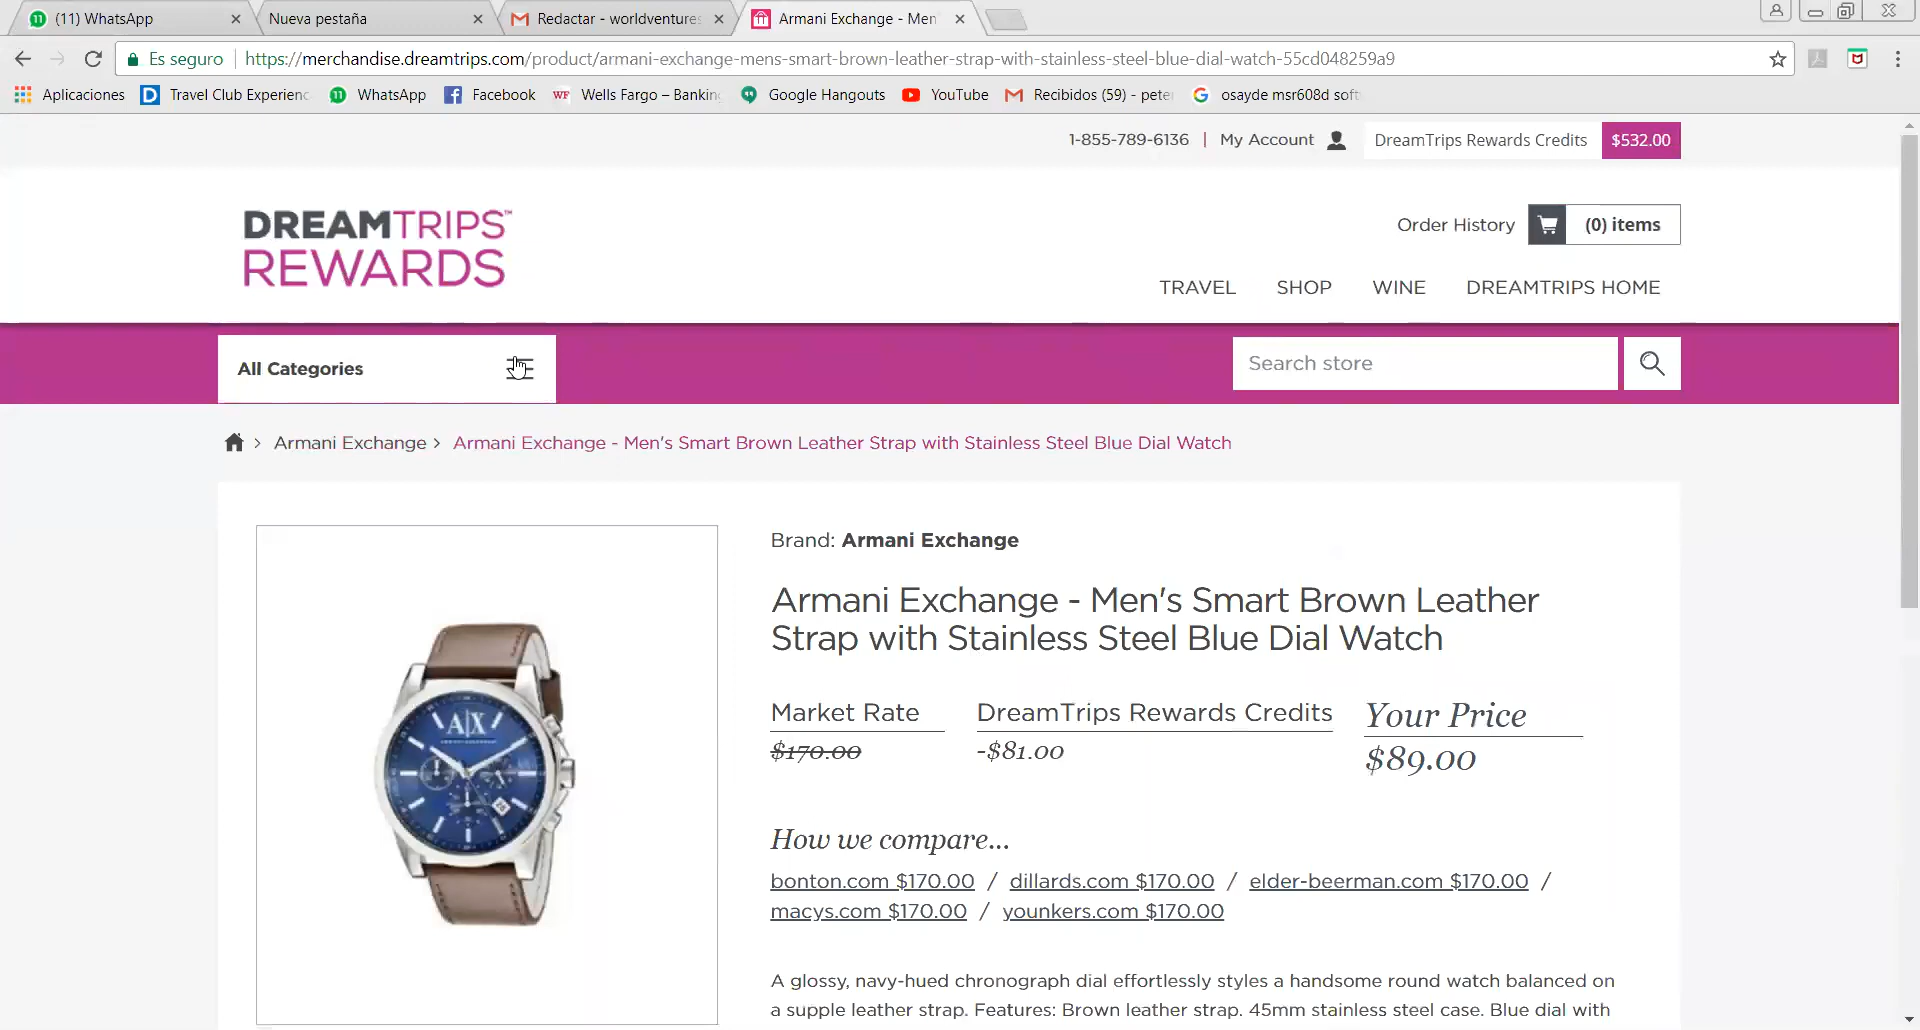 (11) WhatsApp
Nueva pestaña
Redactar - worldventures
Armani Exchange - Men
Es seguro
https://merchandise.dreamtrips.com/product/armani-exchange-mens-smart-brown-leather-strap-with-stainless-steel-blue-dial-watch-55cd048259a9
Aplicaciones
Travel Club Experienc
WhatsApp
Facebook
WF Wells Fargo – Bankin
Google Hangouts
YouTube
Recibidos (59) - pete
osayde msr608d soft
1-855-789-6136 | My Account
DreamTrips Rewards Credits $532.00
DREAMTRIPS™
REWARDS
Order History (0) items
TRAVEL SHOP WINE DREAMTRIPS HOME
All Categories
Search store
> Armani Exchange > Armani Exchange - Men's Smart Brown Leather Strap with Stainless Steel Blue Dial Watch
A|X
Brand: Armani Exchange
Armani Exchange - Men's Smart Brown Leather
Strap with Stainless Steel Blue Dial Watch
Market Rate DreamTrips Rewards Credits Your Price
$170.00 -$81.00 $89.00
How we compare...
bonton.com $170.00 / dillards.com $170.00 / elder-beerman.com $170.00 /
macys.com $170.00 / younkers.com $170.00
A glossy, navy-hued chronograph dial effortlessly styles a handsome round watch balanced on
a supple leather strap. Features: Brown leather strap. 45mm stainless steel case. Blue dial with